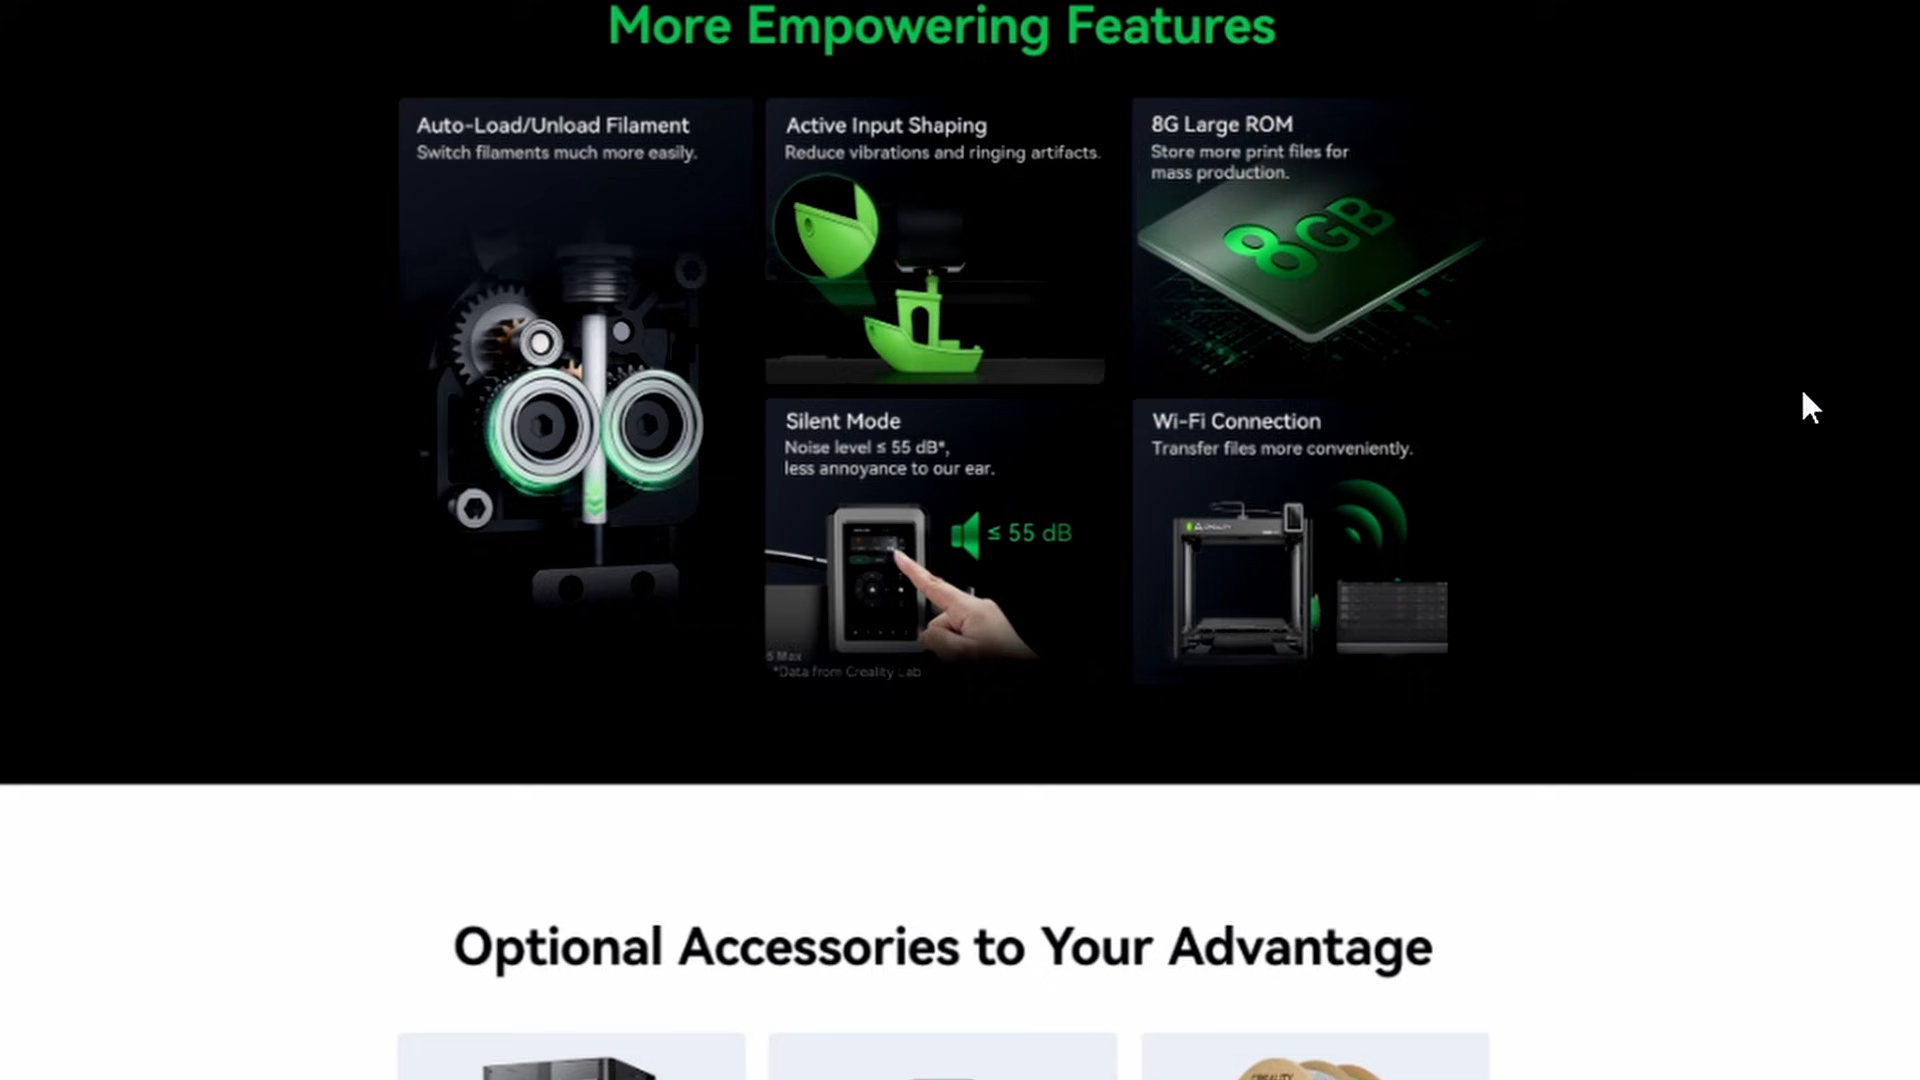 More Empowering Features
Auto-Load/Unload Filament
Switch filaments much more easily.
Active Input Shaping
Reduce vibrations and ringing artifacts.
8G Large ROM
Store more print files for
mass production.
8GB
Silent Mode
Noise level ≤ 55 dB*,
less annoyance to our ear.
≤ 55 dB
*Data from Creality Lab
Wi-Fi Connection
Transfer files more conveniently.
CREALITY
Optional Accessories to Your Advantage
CREALITY